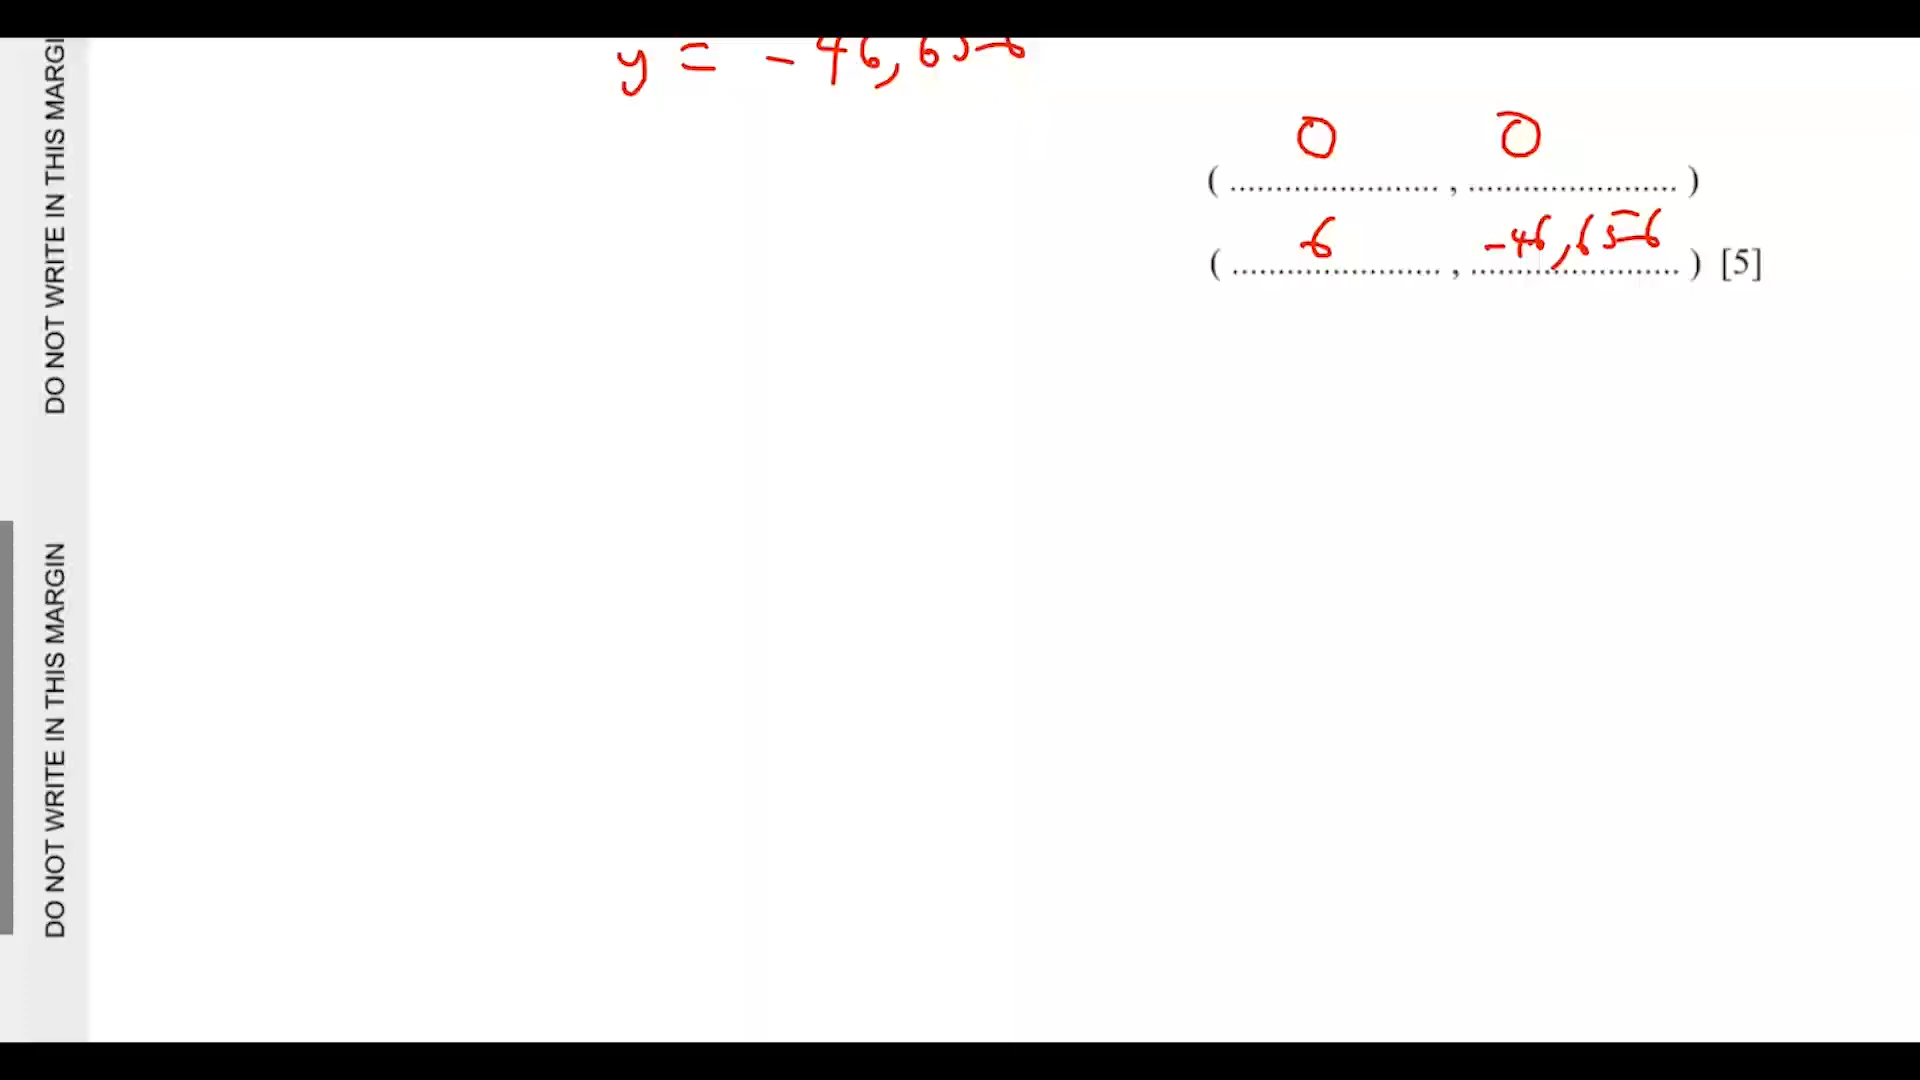 y = - 46,656
DO NOT WRITE IN THIS MARGIN
0 0
( ........................ , ........................ )
6 -46,656
( ........................ , ........................ ) [5]
DO NOT WRITE IN THIS MARGIN